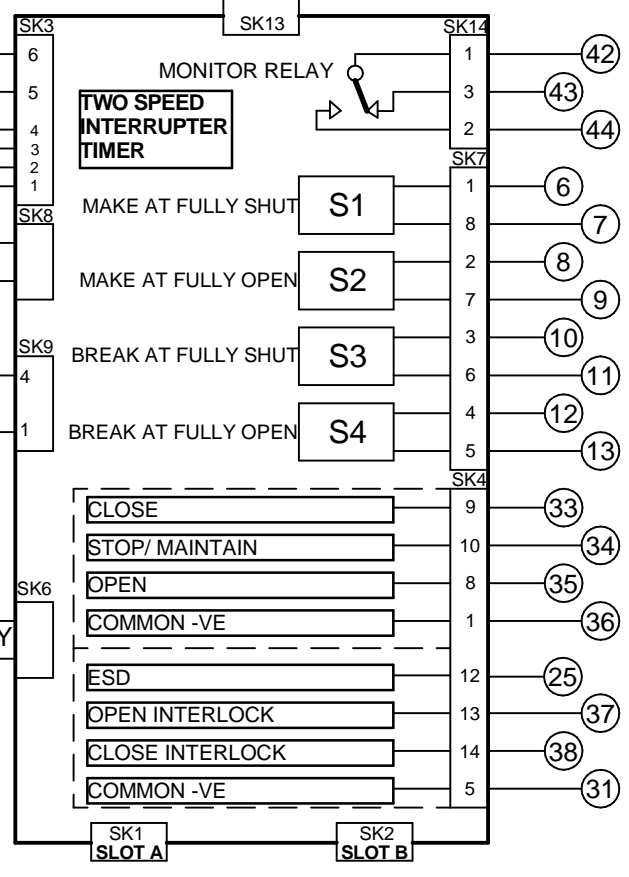 SK3
SK13
SK14
6
MONITOR RELAY
1
42
5
3
43
TWO SPEED
INTERRUPTER
TIMER
4
2
44
3
2
1
SK7
MAKE AT FULLY SHUT
S1
1
6
8
7
SK8
MAKE AT FULLY OPEN
S2
2
8
7
9
SK9
BREAK AT FULLY SHUT
S3
3
10
4
6
11
BREAK AT FULLY OPEN
S4
4
12
1
5
13
SK4
CLOSE
9
33
STOP/ MAINTAIN
10
34
SK6
OPEN
8
35
COMMON -VE
1
36
Y
ESD
12
25
OPEN INTERLOCK
13
37
CLOSE INTERLOCK
14
38
COMMON -VE
5
31
SK1
SLOT A
SK2
SLOT B